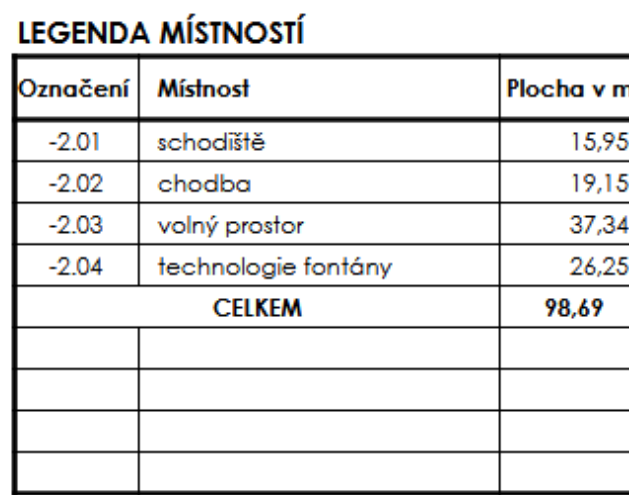 LEGENDA MÍSTNOSTÍ
Označení Místnost Plocha v m
-2.01 schodiště 15,95
-2.02 chodba 19,15
-2.03 volný prostor 37,34
-2.04 technologie fontány 26,25
CELKEM 98,69